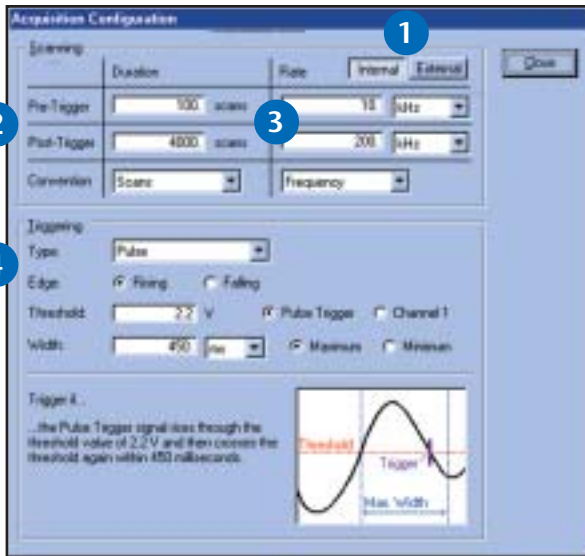 Acquisition Configuration
1
Scanning
Duration
Rate
Internal
External
Close
2
Pre-Trigger
100 scans
3
10 kHz
Post-Trigger
4000 scans
200 kHz
Convention
Scans
Frequency
Triggering
4
Type:
Pulse
Edge:
Rising
Falling
Threshold:
2.2 V
Pulse Trigger
Channel 1
Width:
450 ms
Maximum
Minimum
Trigger if...
...the Pulse Trigger signal rises through the
threshold value of 2.2 V and then crosses the
threshold again within 450 milliseconds.
Threshold
Trigger
Max. Width